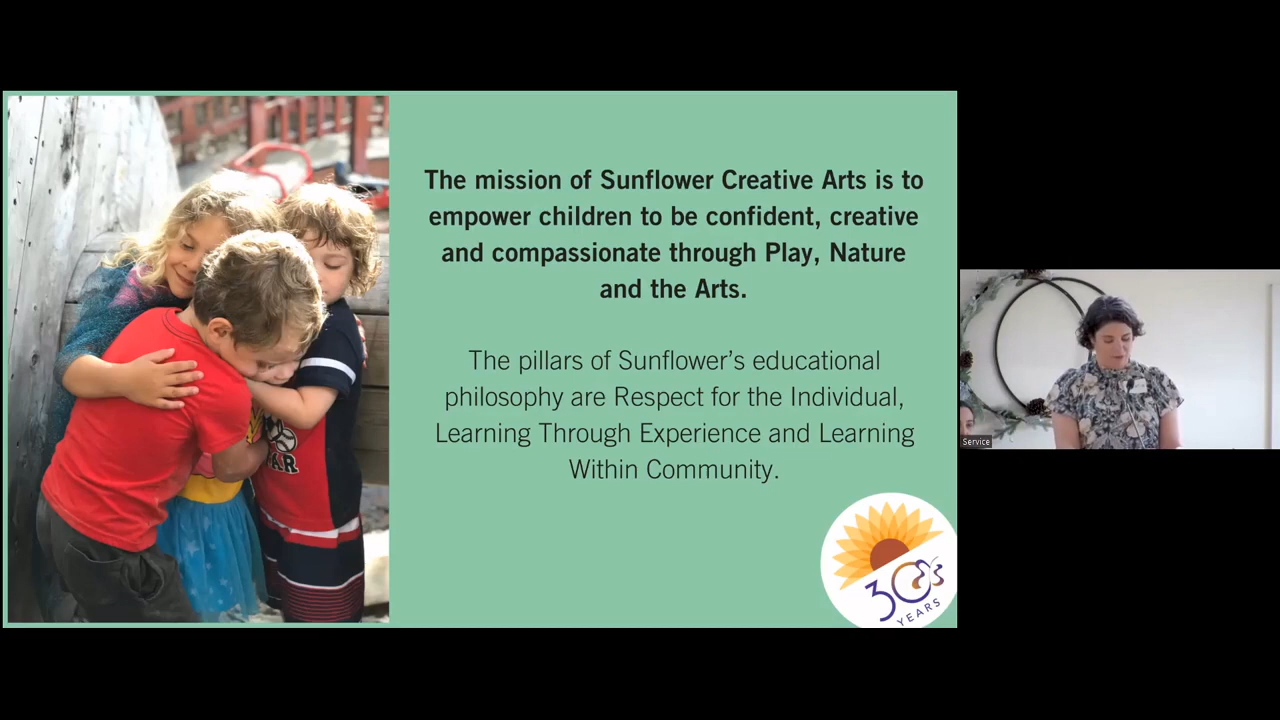 The mission of Sunflower Creative Arts is to
empower children to be confident, creative
and compassionate through Play, Nature
and the Arts.
The pillars of Sunflower’s educational
philosophy are Respect for the Individual,
Learning Through Experience and Learning
Within Community.
30
YEARS
Service